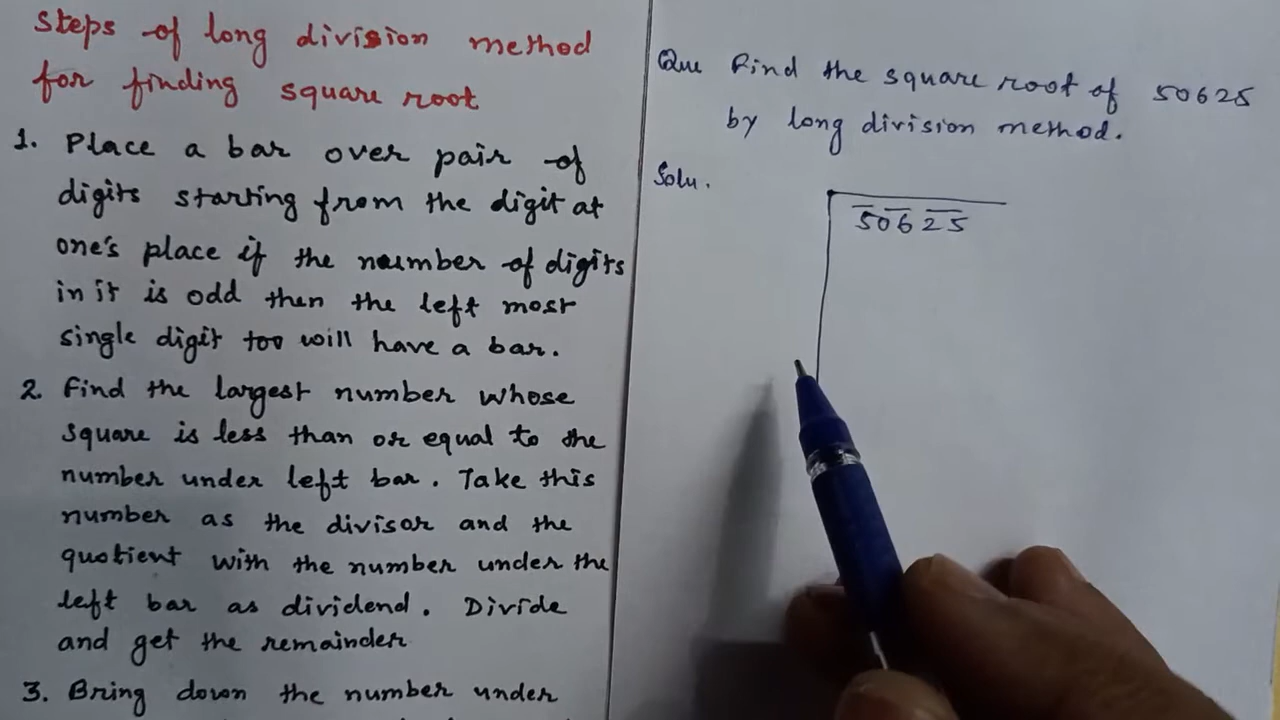 Steps of long division method
for finding square root
1. Place a bar over pair of
digits starting from the digit at
one's place if the number of digits
in it is odd then the left most
single digit too will have a bar.
2. Find the largest number whose
square is less than or equal to the
number under left bar. Take this
number as the divisor and the
quotient with the number under the
left bar as dividend. Divide
and get the remainder
3. Bring down the number under
Que Find the square root of 50625
by long division method.
Solu.
50625